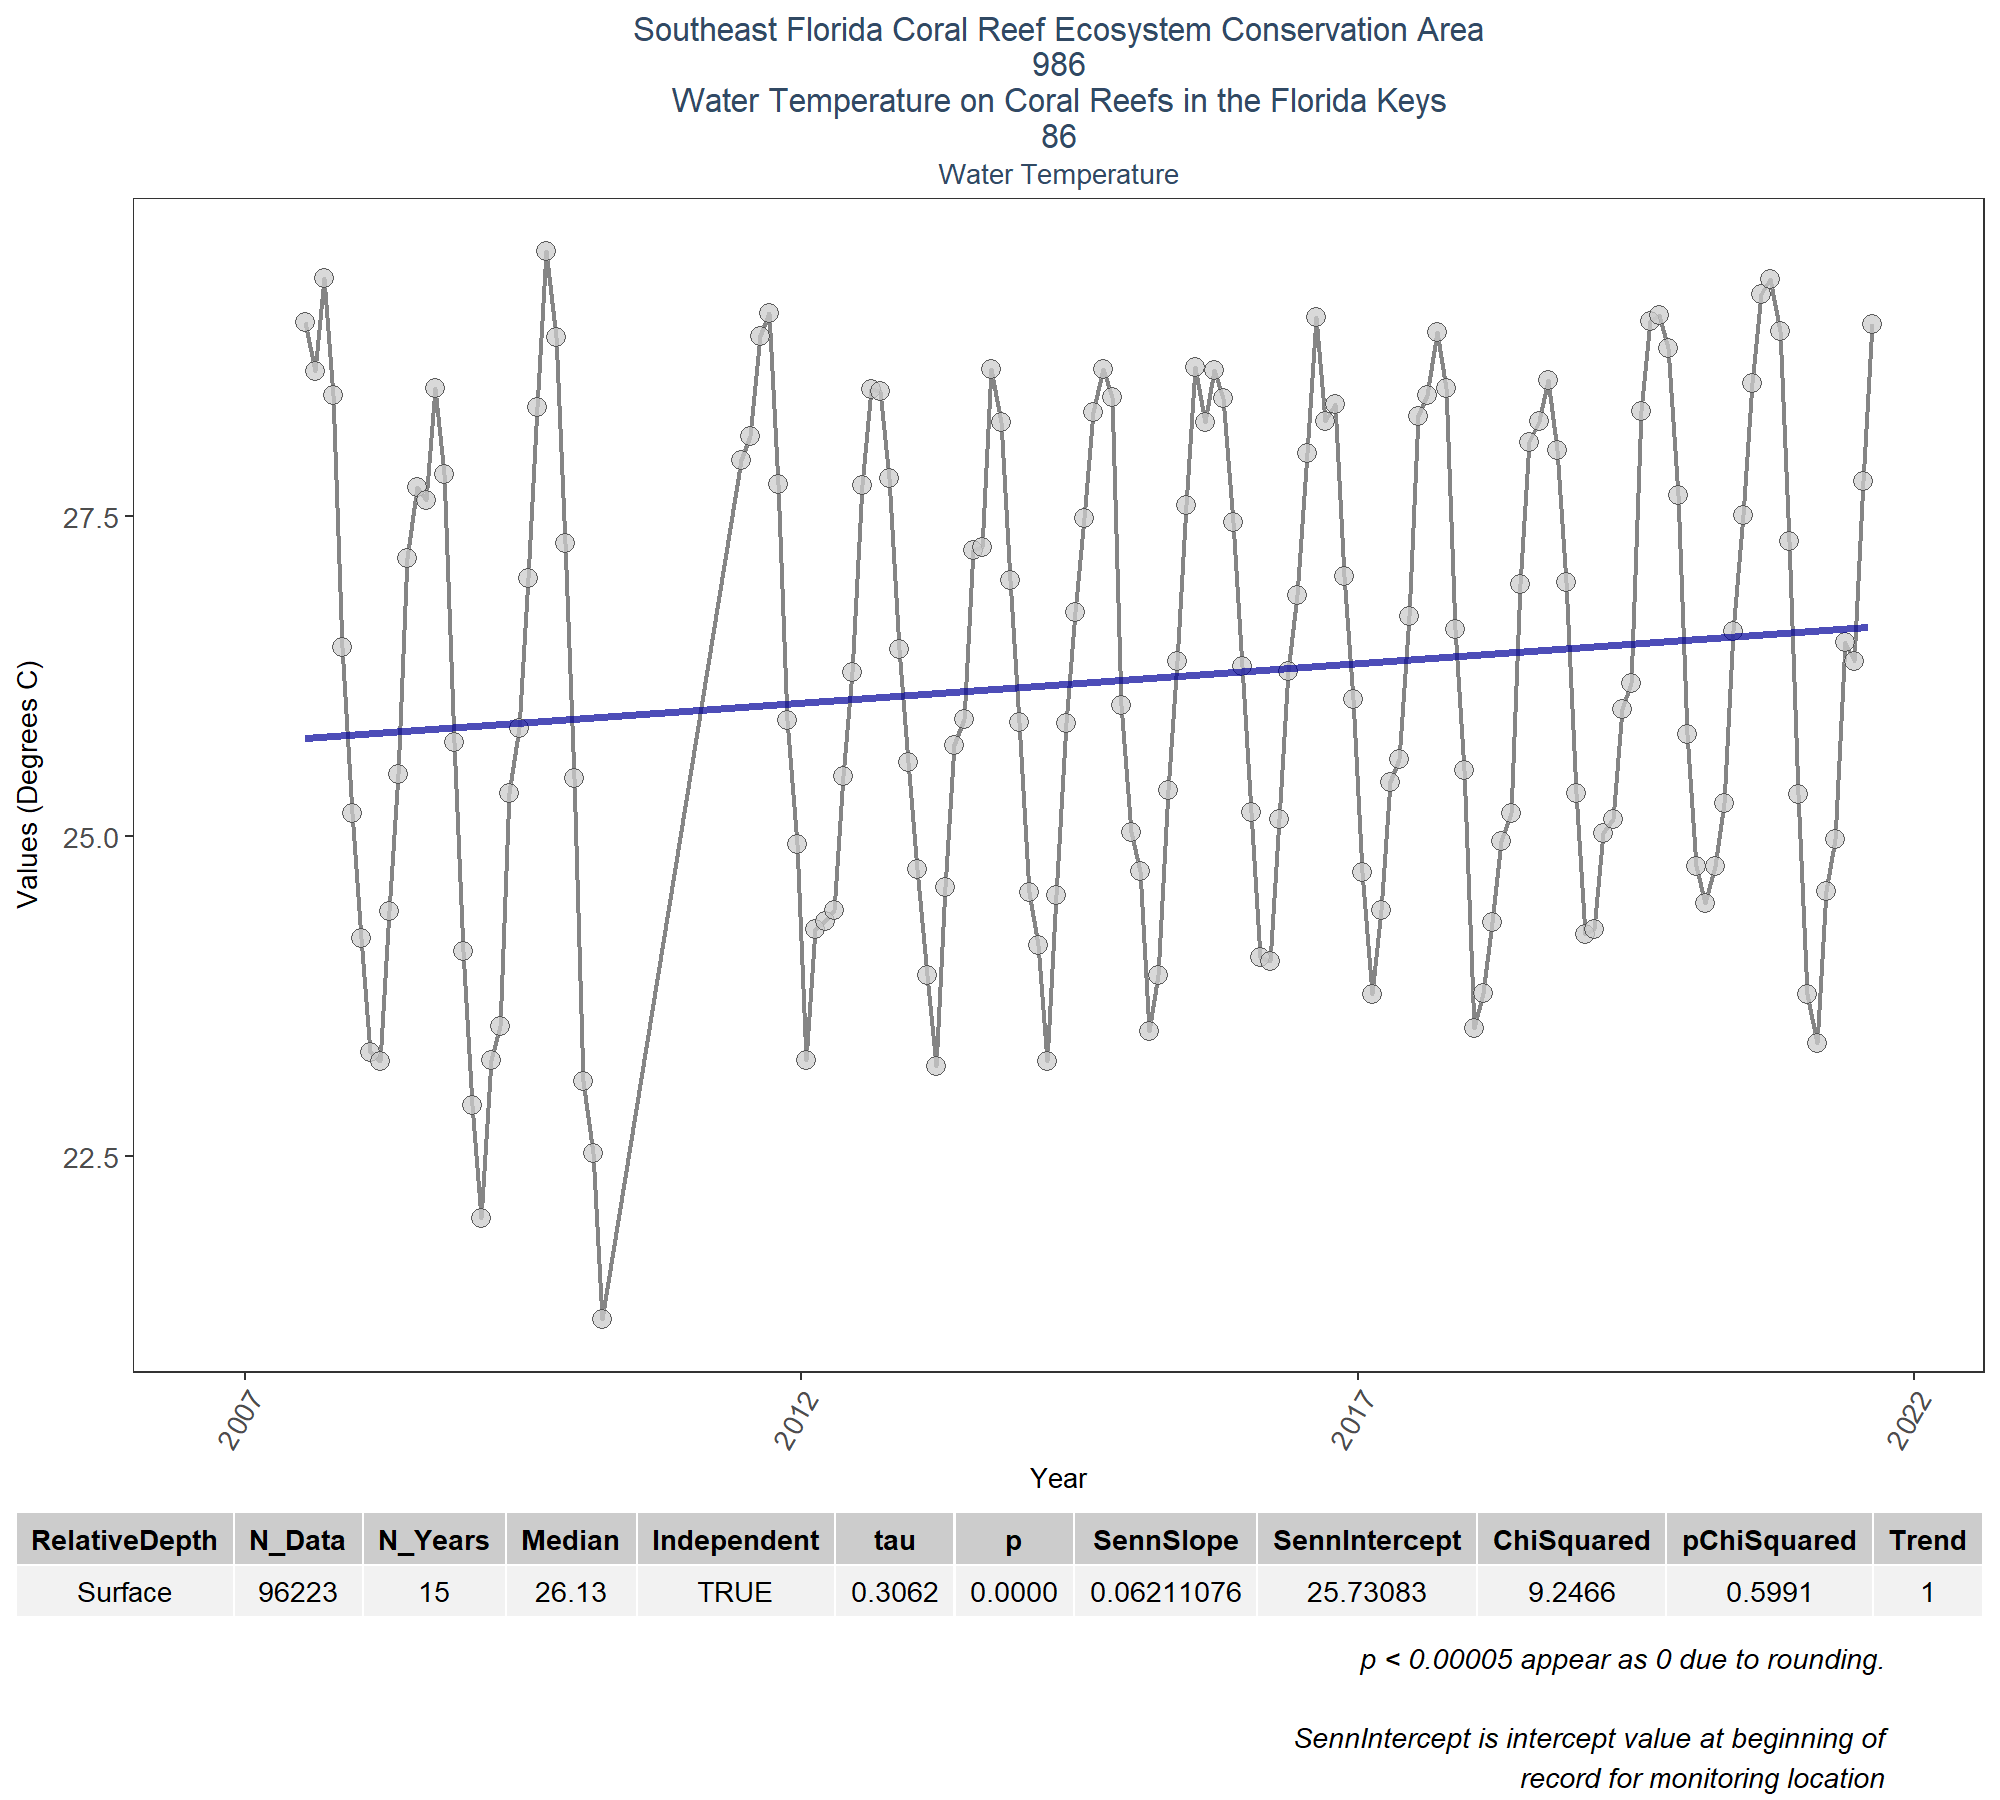 Southeast Florida Coral Reef Ecosystem Conservation Area
986
Water Temperature on Coral Reefs in the Florida Keys
86
Water Temperature
Values (Degrees C)
27.5
25.0
22.5
2007
2012
2017
2022
Year
RelativeDepth N_Data N_Years Median Independent tau p SennSlope SennIntercept ChiSquared pChiSquared Trend
Surface 96223 15 26.13 TRUE 0.3062 0.0000 0.06211076 25.73083 9.2466 0.5991 1
p < 0.00005 appear as 0 due to rounding.
SennIntercept is intercept value at beginning of
record for monitoring location